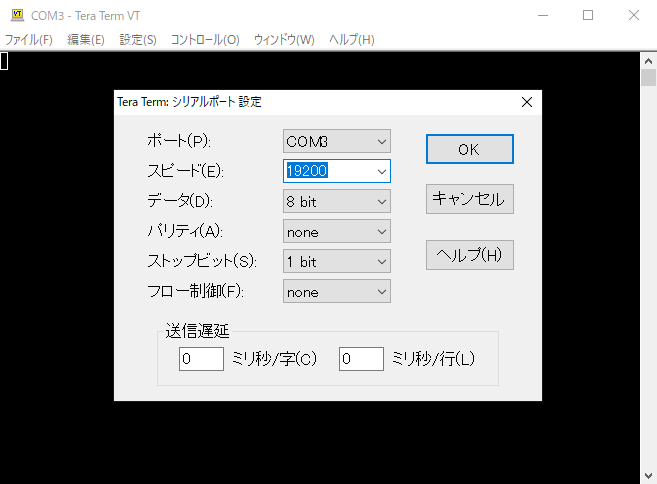 VT COM3 - Tera Term VT
ファイル(F) 編集(E) 設定(S) コントロール(O) ウィンドウ(W) ヘルプ(H)
Tera Term: シリアルポート 設定
ポート(P): COM3
OK
スピード(E): 19200
データ(D): 8 bit
キャンセル
パリティ(A): none
ストップビット(S): 1 bit
ヘルプ(H)
フロー制御(F): none
送信遅延
0 ミリ秒/字(C) 0 ミリ秒/行(L)